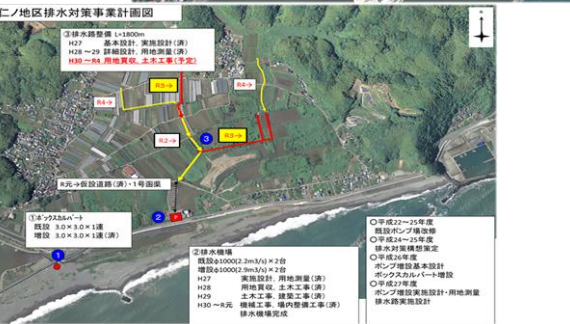 仁ノ地区排水対策事業計画図
③排水路整備 L=1800m
H27 基本設計、実施設計(済)
H28～29 詳細設計、用地測量(済)
H30～R4 用地買収、土木工事(予定)
R3→
R4→
R4→
R2→
③
R3→
R元→仮設道路(済)・1号函渠
②
P
①ボックスカルバート
既設 3.0×3.0×1連
増設 3.0×3.0×1連(済)
①
②排水機場
既設φ1000(2.2m3/s)×2台
増設φ1000(2.9m3/s)×2台
H27 実施設計、用地測量(済)
H28 用地買収、土木工事(済)
H29 土木工事、建築工事(済)
H30～R元 機械工事、場内整備工事(済)
排水機場完成
〇平成22～25年度
既設ポンプ場改修
〇平成24～25年度
排水対策構想策定
〇平成26年度
ポンプ増設基本設計
ボックスカルバート増設
〇平成27年度
ポンプ増設実施設計・用地測量
排水路実施設計